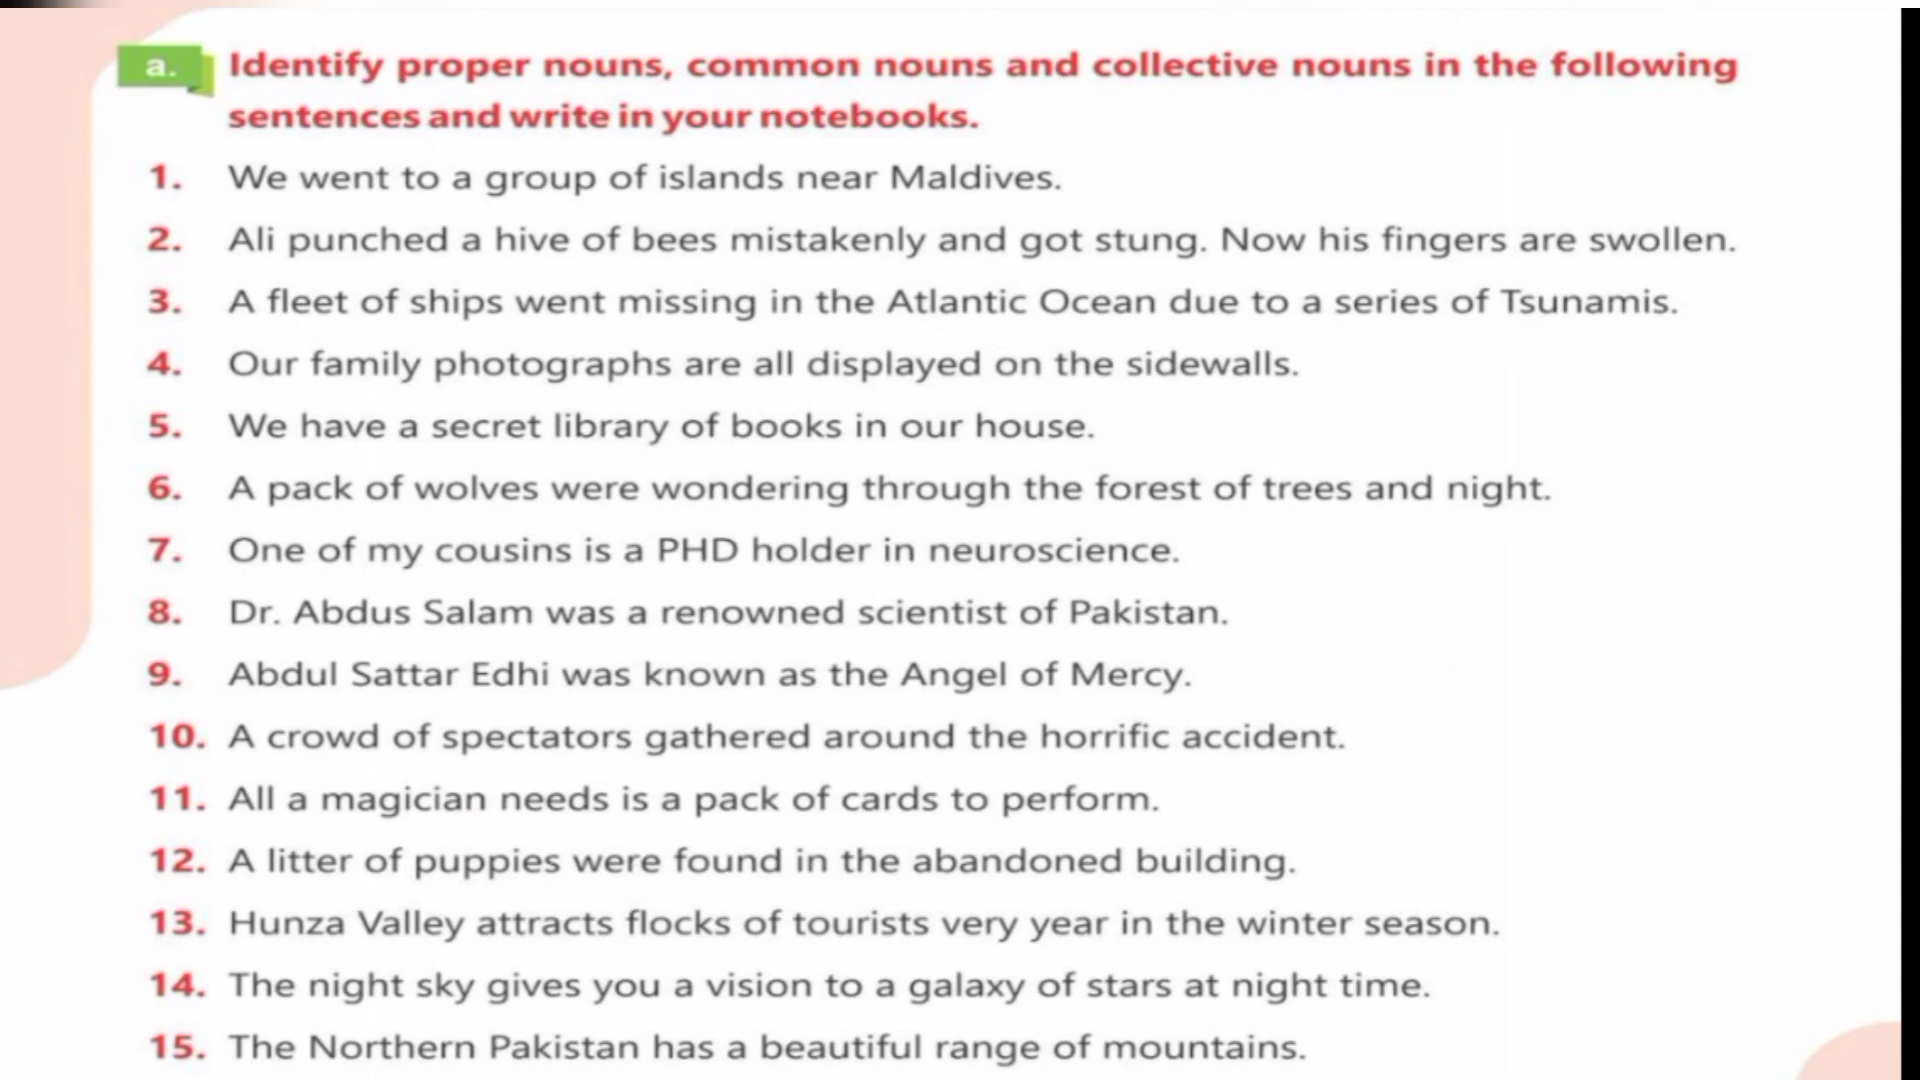 a. Identify proper nouns, common nouns and collective nouns in the following
sentences and write in your notebooks.
1. We went to a group of islands near Maldives.
2. Ali punched a hive of bees mistakenly and got stung. Now his fingers are swollen.
3. A fleet of ships went missing in the Atlantic Ocean due to a series of Tsunamis.
4. Our family photographs are all displayed on the sidewalls.
5. We have a secret library of books in our house.
6. A pack of wolves were wondering through the forest of trees and night.
7. One of my cousins is a PHD holder in neuroscience.
8. Dr. Abdus Salam was a renowned scientist of Pakistan.
9. Abdul Sattar Edhi was known as the Angel of Mercy.
10. A crowd of spectators gathered around the horrific accident.
11. All a magician needs is a pack of cards to perform.
12. A litter of puppies were found in the abandoned building.
13. Hunza Valley attracts flocks of tourists very year in the winter season.
14. The night sky gives you a vision to a galaxy of stars at night time.
15. The Northern Pakistan has a beautiful range of mountains.